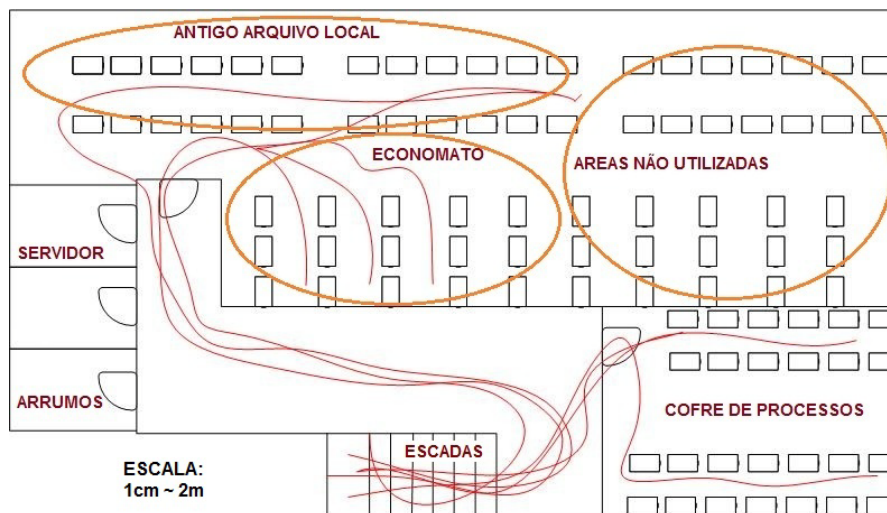 ANTIGO ARQUIVO LOCAL
ECONOMATO
AREAS NÃO UTILIZADAS
SERVIDOR
ARRUMOS
COFRE DE PROCESSOS
ESCADAS
ESCALA:
1cm ~ 2m